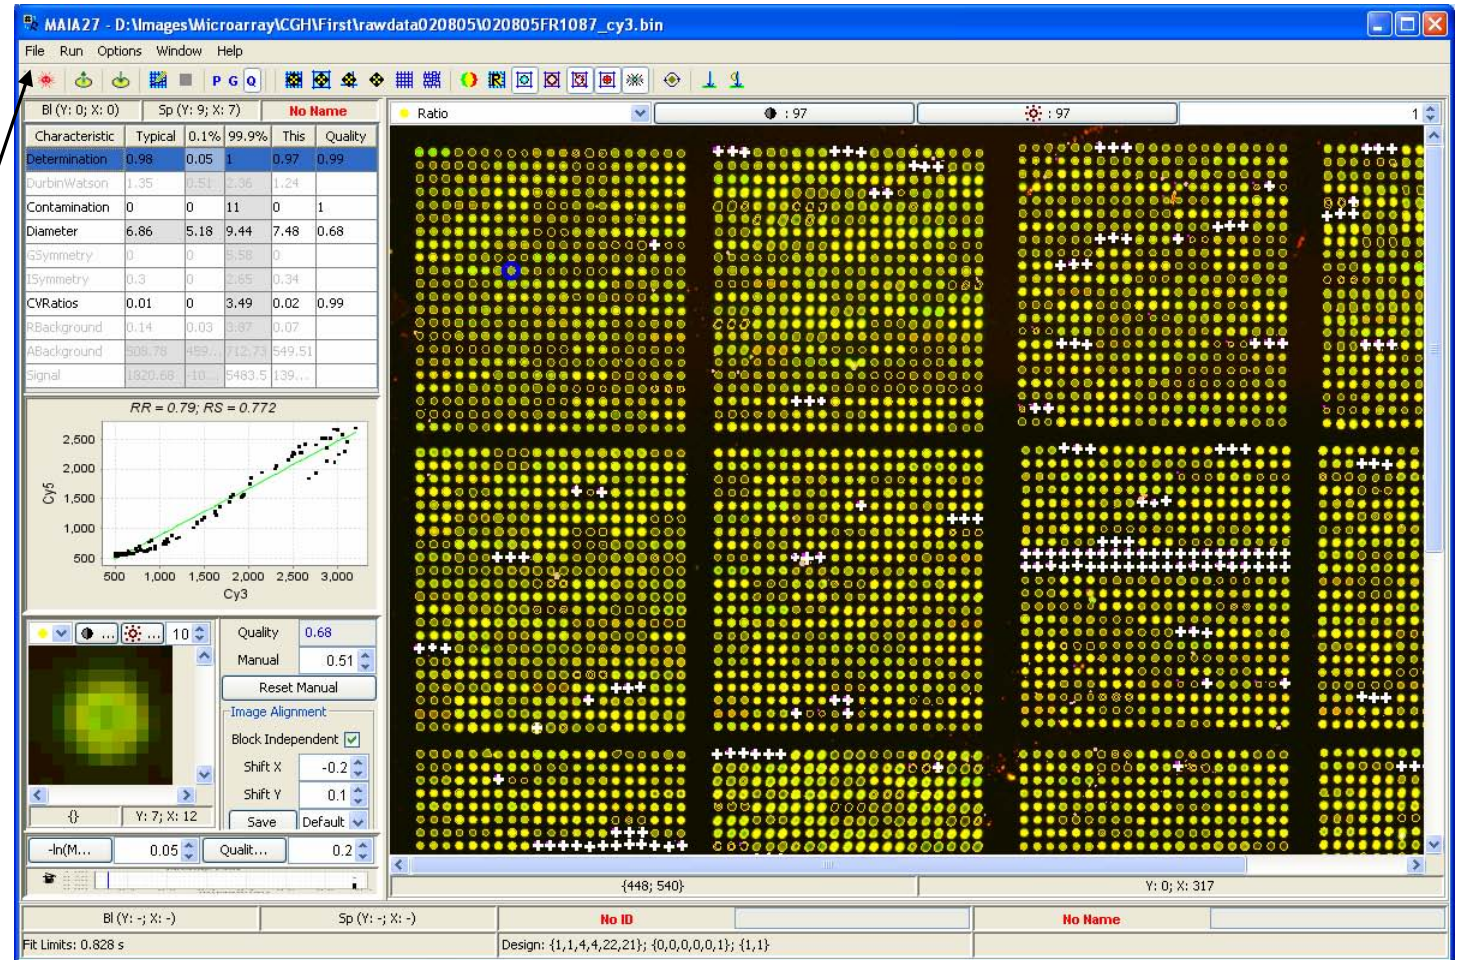 MAIA27 - D:\Images\Microarray\CGH\First\rawdata020805\020805FR1087_cy3.bin
File Run Options Window Help
P G Q
Bl (Y: 0; X: 0) Sp (Y: 9; X: 7) No Name
Ratio : 97 : 97 1
Characteristic Typical 0.1% 99.9% This Quality
Determination 0.98 0.05 1 0.97 0.99
DurbinWatson 1.35 0.51 2.36 1.24
Contamination 0 0 11 0 1
Diameter 6.86 5.18 9.44 7.48 0.68
GSymmetry 0 0 5.58 0
ISymmetry 0.3 0 2.65 0.34
CVRatios 0.01 0 3.49 0.02 0.99
RBackground 0.14 0.03 3.87 0.07
ABackground 508.78 459... 712.73 549.51
Signal 1820.68 -10... 5483.5 139...
RR = 0.79; RS = 0.772
2,500
2,000
1,500
1,000
500
Cy5
500 1,000 1,500 2,000 2,500 3,000
Cy3
... ... 10
Quality 0.68
Manual 0.51
Reset Manual
Image Alignment
Block Independent
Shift X -0.2
Shift Y 0.1
Save Default
{} Y: 7; X: 12
-ln(M... 0.05 Qualit... 0.2
{448; 540} Y: 0; X: 317
Bl (Y: -; X: -) Sp (Y: -; X: -) No ID No Name
Fit Limits: 0.828 s Design: {1,1,4,4,22,21}; {0,0,0,0,0,1}; {1,1}